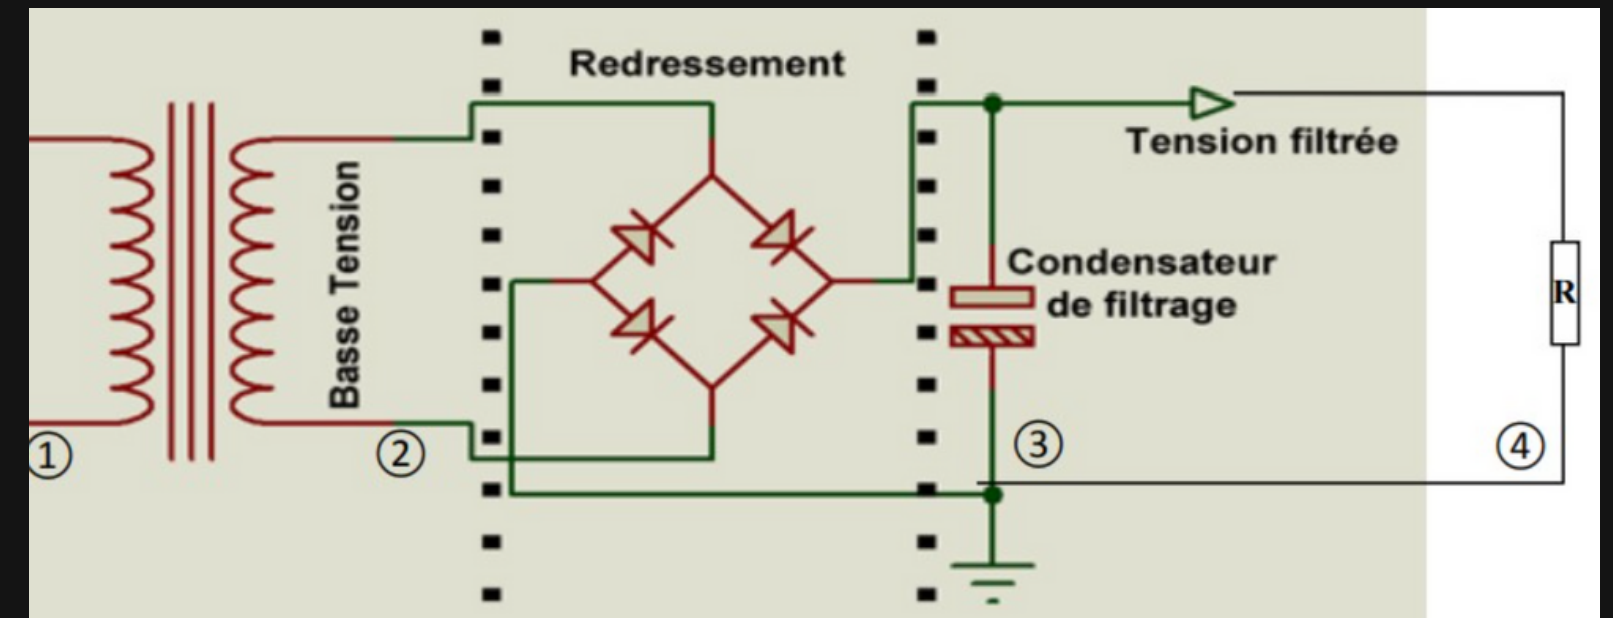 Redressement
Tension filtrée
Basse Tension
Condensateur
de filtrage
R
①
②
③
④